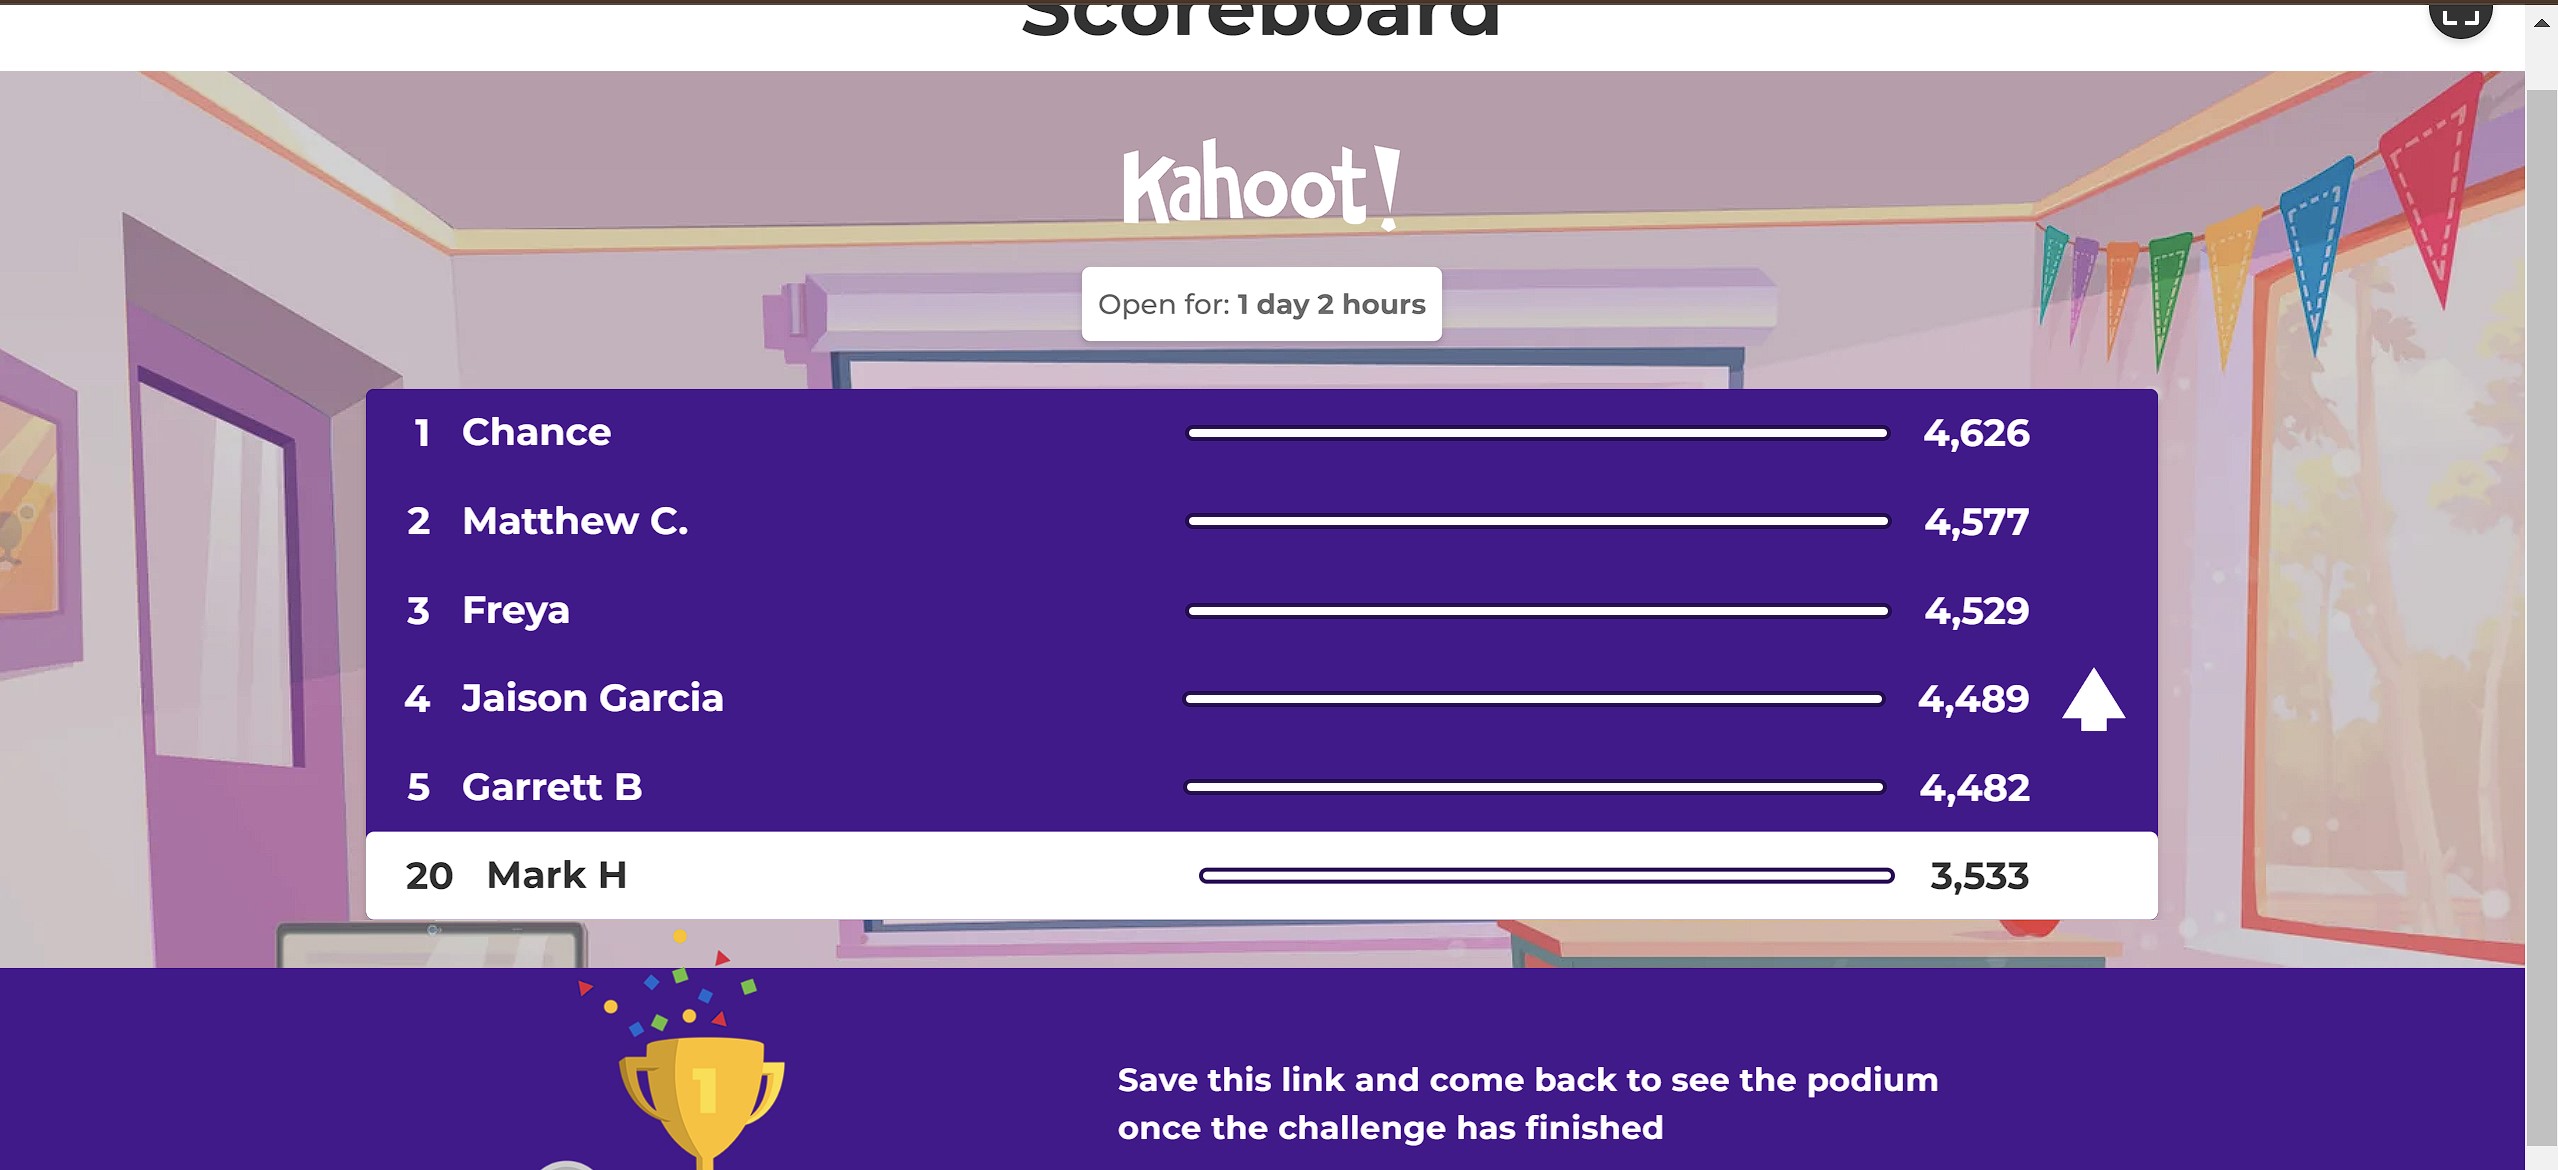 Scoreboard
Kahoot!
Open for: 1 day 2 hours
1 Chance 4,626
2 Matthew C. 4,577
3 Freya 4,529
4 Jaison Garcia 4,489
5 Garrett B 4,482
20 Mark H 3,533
1
Save this link and come back to see the podium
once the challenge has finished